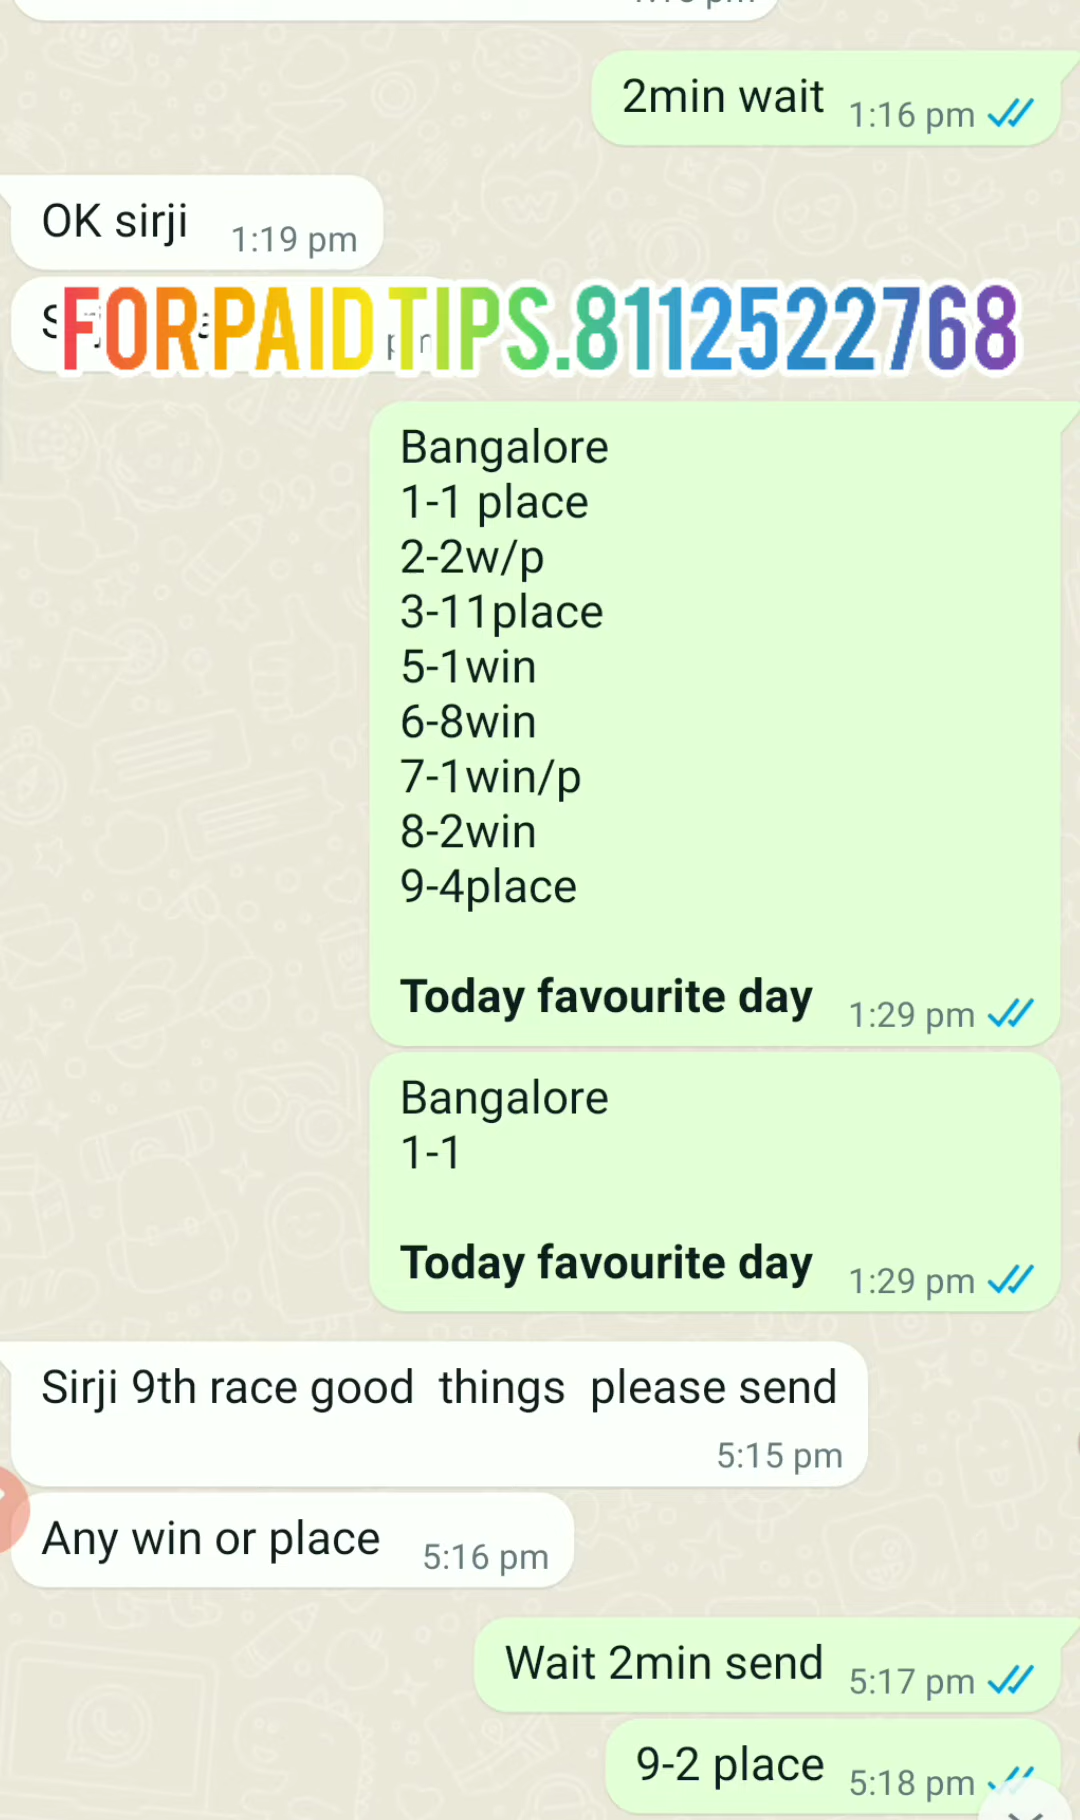 2min wait 1:16 pm
OK sirji 1:19 pm
FOR PAID TIPS.8112522768
Bangalore
1-1 place
2-2w/p
3-11place
5-1win
6-8win
7-1win/p
8-2win
9-4place
Today favourite day 1:29 pm
Bangalore
1-1
Today favourite day 1:29 pm
Sirji 9th race good things please send
5:15 pm
Any win or place 5:16 pm
Wait 2min send 5:17 pm
9-2 place 5:18 pm